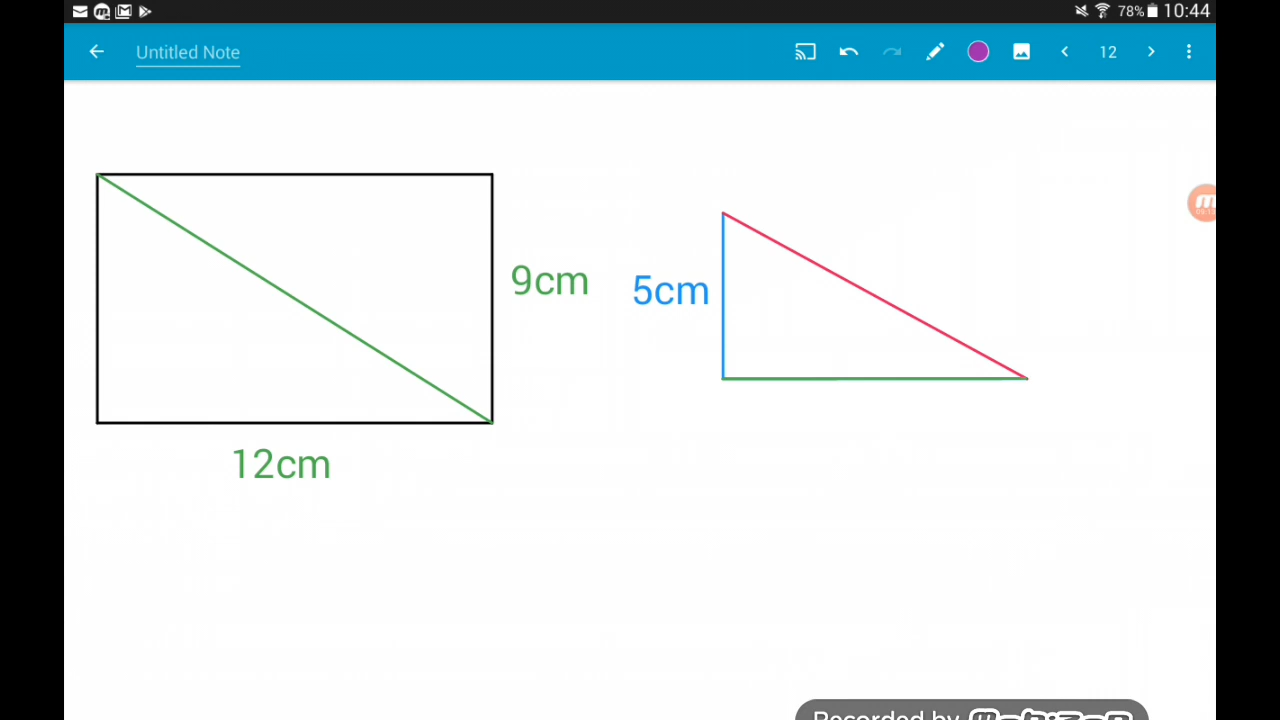 78% 10:44
Untitled Note 12
9cm
5cm
12cm
Recorded by